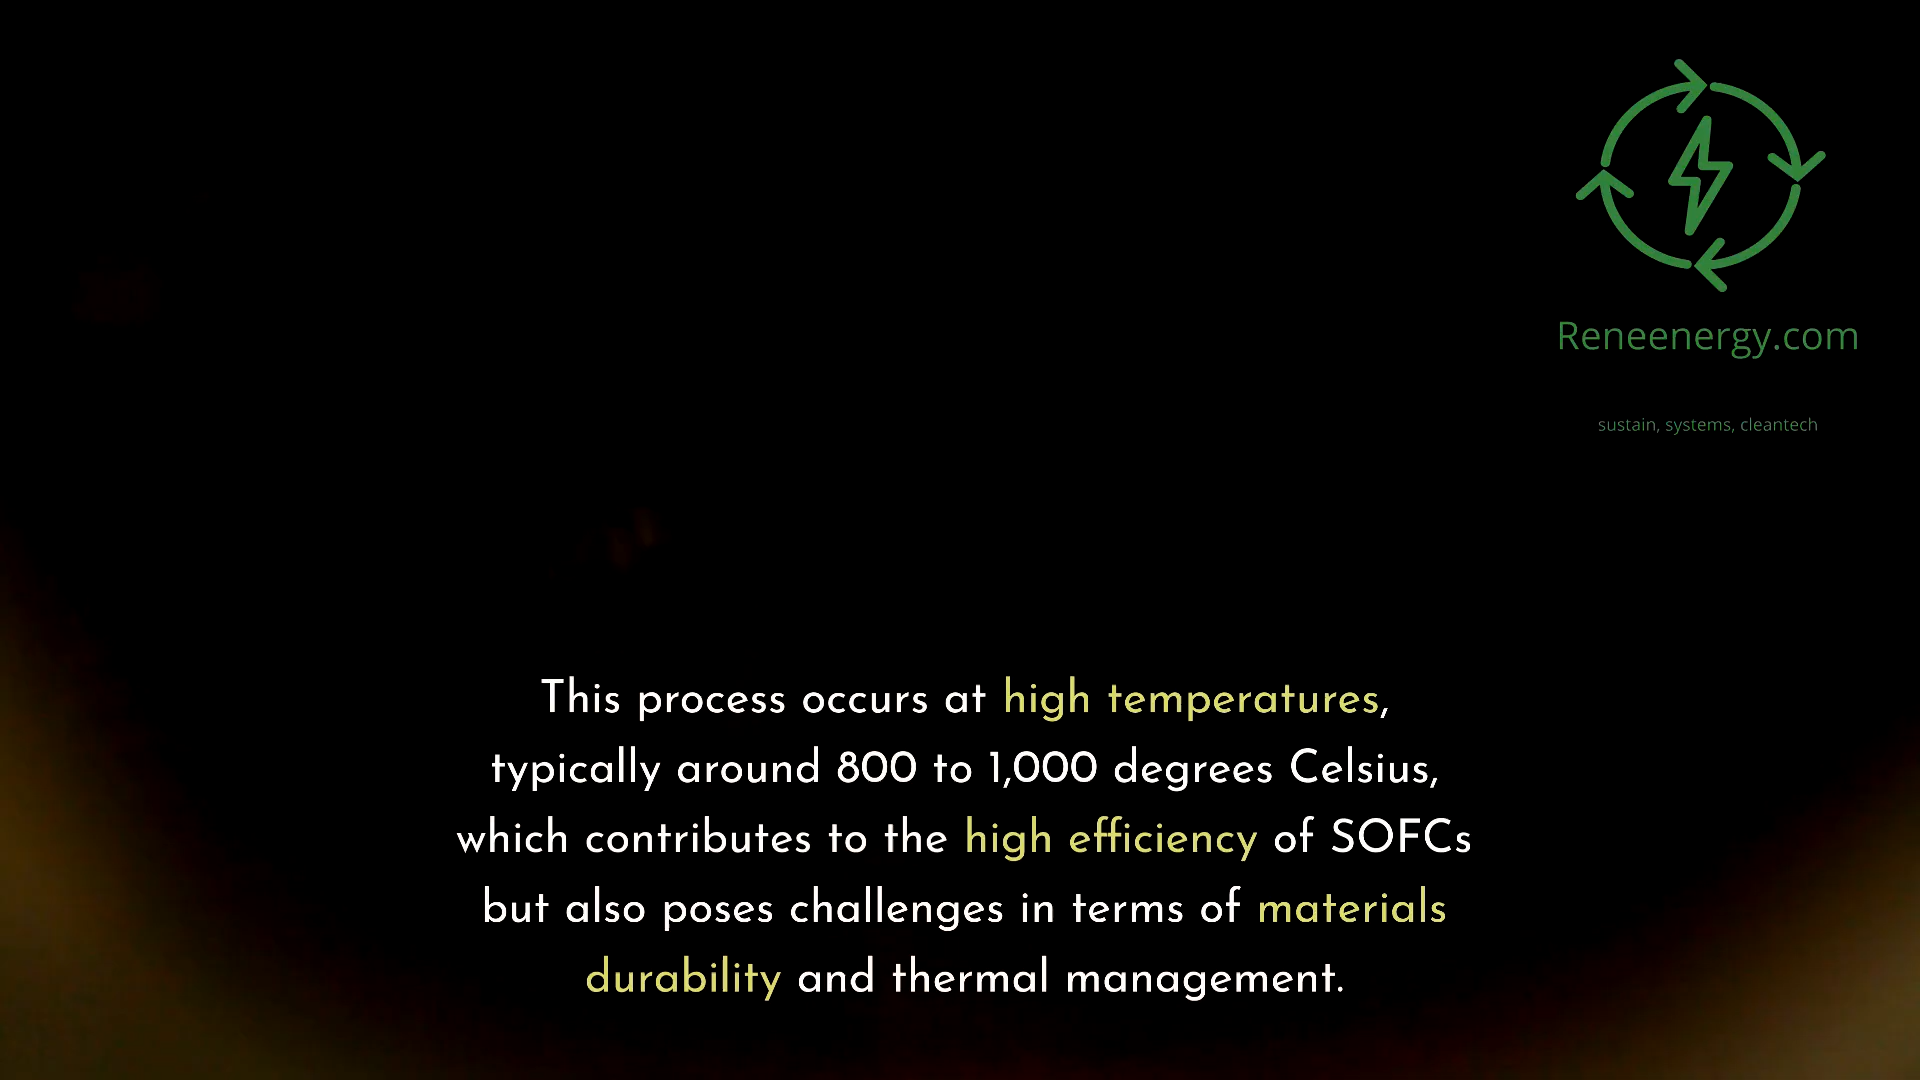 Reneenergy.com
sustain, systems, cleantech
This process occurs at high temperatures,
typically around 800 to 1,000 degrees Celsius,
which contributes to the high efficiency of SOFCs
but also poses challenges in terms of materials
durability and thermal management.